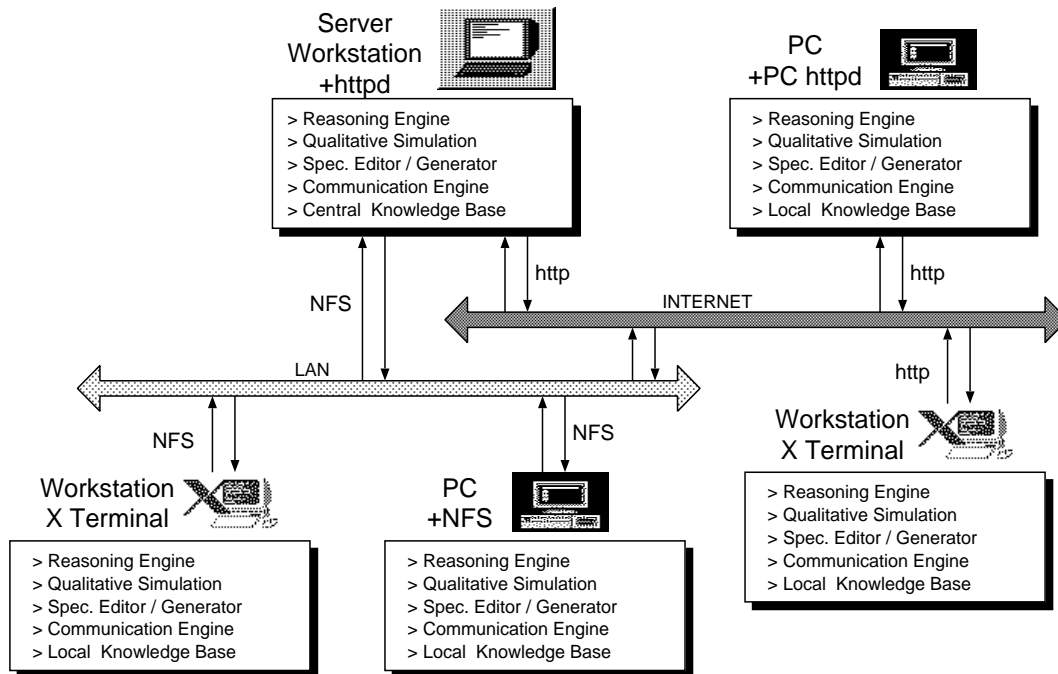 Server
Workstation
+httpd
> Reasoning Engine
> Qualitative Simulation
> Spec. Editor / Generator
> Communication Engine
> Central Knowledge Base
PC
+PC httpd
> Reasoning Engine
> Qualitative Simulation
> Spec. Editor / Generator
> Communication Engine
> Local Knowledge Base
NFS
http
http
INTERNET
LAN
http
NFS
NFS
Workstation
X Terminal
> Reasoning Engine
> Qualitative Simulation
> Spec. Editor / Generator
> Communication Engine
> Local Knowledge Base
Workstation
X Terminal
> Reasoning Engine
> Qualitative Simulation
> Spec. Editor / Generator
> Communication Engine
> Local Knowledge Base
PC
+NFS
> Reasoning Engine
> Qualitative Simulation
> Spec. Editor / Generator
> Communication Engine
> Local Knowledge Base